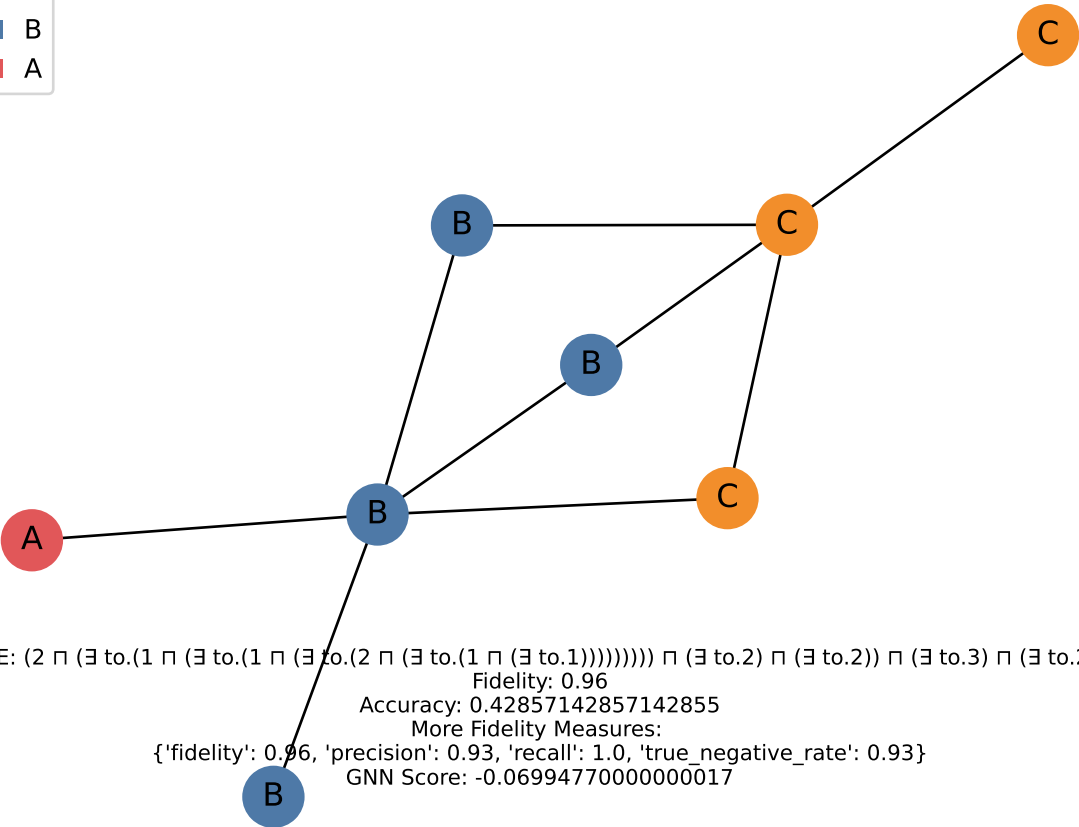 B
A
C
B
C
B
C
B
A
E: (2 ⊓ (∃ to.(1 ⊓ (∃ to.(1 ⊓ (∃ to.(2 ⊓ (∃ to.(1 ⊓ (∃ to.1))))))))) ⊓ (∃ to.2) ⊓ (∃ to.2)) ⊓ (∃ to.3) ⊓ (∃ to.2
Fidelity: 0.96
Accuracy: 0.42857142857142855
More Fidelity Measures:
{'fidelity': 0.96, 'precision': 0.93, 'recall': 1.0, 'true_negative_rate': 0.93}
GNN Score: -0.06994770000000017
B